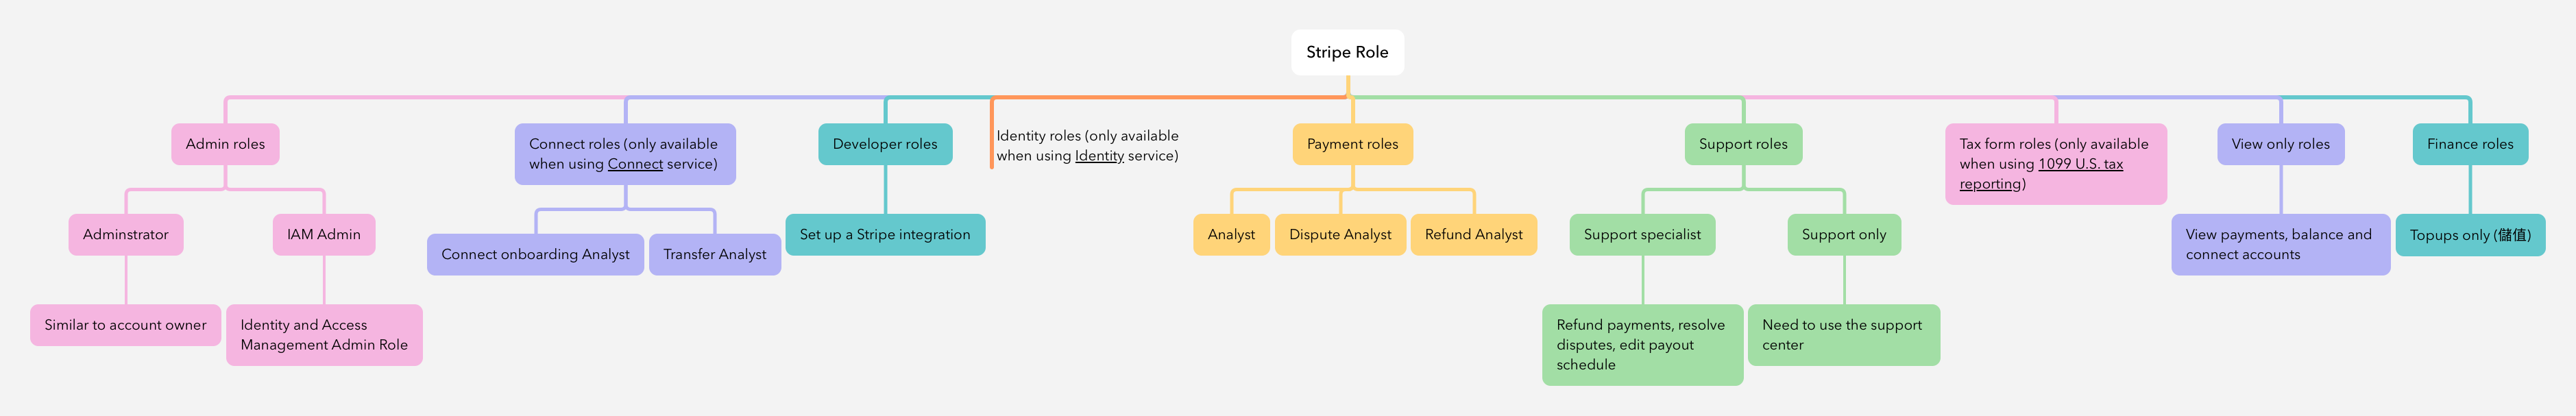 Stripe Role
Admin roles
Adminstrator
Similar to account owner
IAM Admin
Identity and Access
Management Admin Role
Connect roles (only available
when using Connect service)
Connect onboarding Analyst
Transfer Analyst
Developer roles
Set up a Stripe integration
Identity roles (only available
when using Identity service)
Payment roles
Analyst
Dispute Analyst
Refund Analyst
Support roles
Support specialist
Refund payments, resolve
disputes, edit payout
schedule
Support only
Need to use the support
center
Tax form roles (only available
when using 1099 U.S. tax
reporting)
View only roles
View payments, balance and
connect accounts
Finance roles
Topups only (儲值)